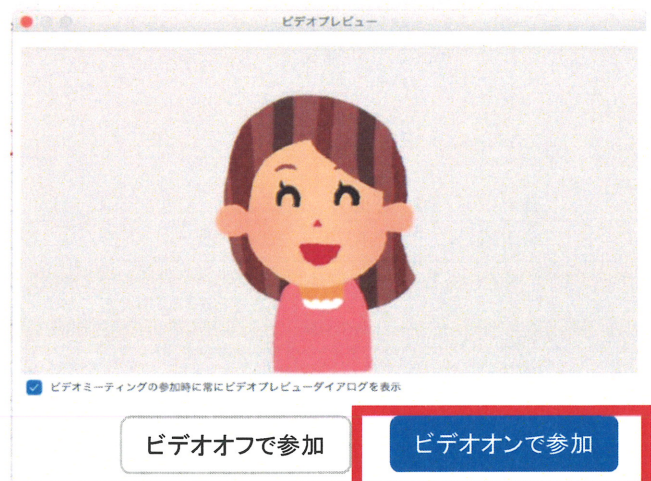 ビデオプレビュー
ビデオミーティングの参加時に常にビデオプレビューダイアログを表示
ビデオオフで参加
ビデオオンで参加